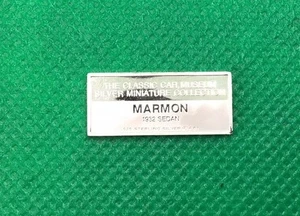 THE CLASSIC CAR MUSEUM
SILVER MINIATURE COLLECTION
MARMON
1932 SEDAN